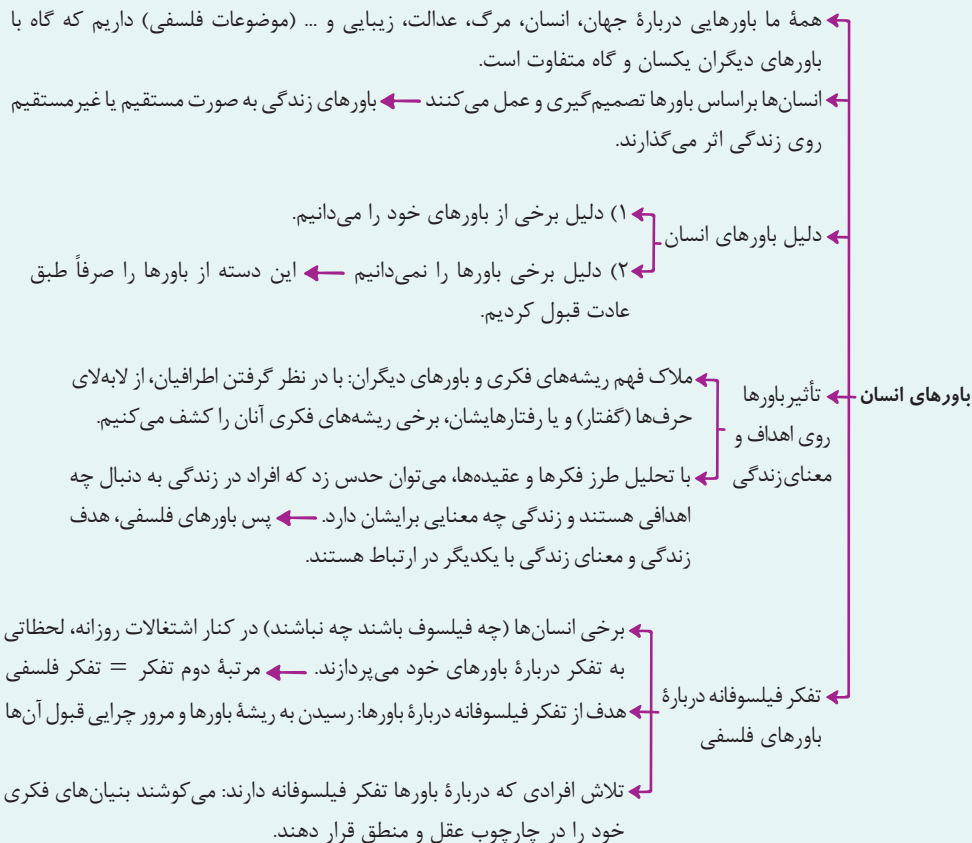 همهٔ ما باورهایی دربارهٔ جهان، انسان، مرگ، عدالت، زیبایی و ... (موضوعات فلسفی) داریم که گاه با
باورهای دیگران یکسان و گاه متفاوت است.
انسان‌ها براساس باورها تصمیم‌گیری و عمل می‌کنند ← باورهای زندگی به صورت مستقیم یا غیرمستقیم
روی زندگی اثر می‌گذارند.
دلیل باورهای انسان
۱) دلیل برخی از باورهای خود را می‌دانیم.
۲) دلیل برخی باورها را نمی‌دانیم ← این دسته از باورها را صرفاً طبق
عادت قبول کردیم.
باورهای انسان
تأثیر باورها
روی اهداف و
معنای زندگی
ملاک فهم ریشه‌های فکری و باورهای دیگران: با در نظر گرفتن اطرافیان، از لابه‌لای
حرف‌ها (گفتار) و یا رفتارهایشان، برخی ریشه‌های فکری آنان را کشف می‌کنیم.
با تحلیل طرز فکرها و عقیده‌ها، می‌توان حدس زد که افراد در زندگی به دنبال چه
اهدافی هستند و زندگی چه معنایی برایشان دارد. ← پس باورهای فلسفی، هدف
زندگی و معنای زندگی با یکدیگر در ارتباط هستند.
تفکر فیلسوفانه دربارهٔ
باورهای فلسفی
برخی انسان‌ها (چه فیلسوف باشند چه نباشند) در کنار اشتغالات روزانه، لحظاتی
به تفکر دربارهٔ باورهای خود می‌پردازند. ← مرتبهٔ دوم تفکر = تفکر فلسفی
هدف از تفکر فیلسوفانه دربارهٔ باورها: رسیدن به ریشهٔ باورها و مرور چرایی قبول آن‌ها
تلاش افرادی که دربارهٔ باورها تفکر فیلسوفانه دارند: می‌کوشند بنیان‌های فکری
خود را در چارچوب عقل و منطق قرار دهند.